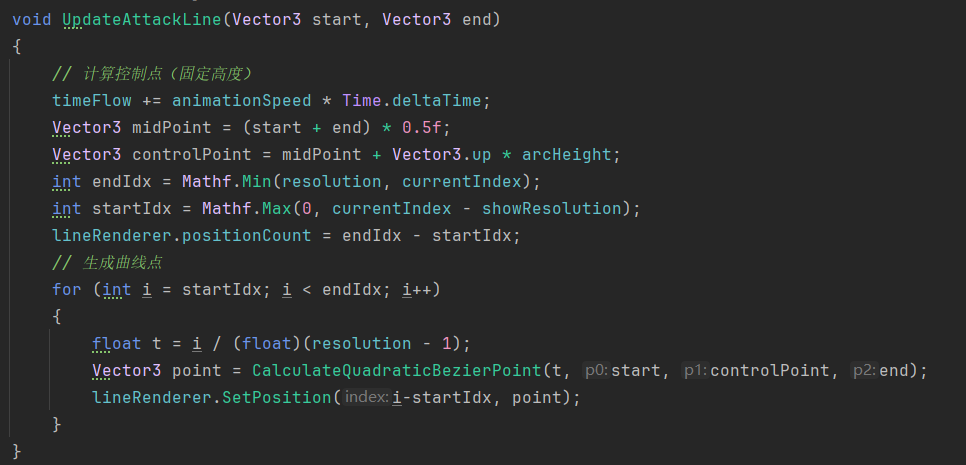 void UpdateAttackLine(Vector3 start, Vector3 end)
{
    // 计算控制点（固定高度）
    timeFlow += animationSpeed * Time.deltaTime;
    Vector3 midPoint = (start + end) * 0.5f;
    Vector3 controlPoint = midPoint + Vector3.up * arcHeight;
    int endIdx = Mathf.Min(resolution, currentIndex);
    int startIdx = Mathf.Max(0, currentIndex - showResolution);
    lineRenderer.positionCount = endIdx - startIdx;
    // 生成曲线点
    for (int i = startIdx; i < endIdx; i++)
    {
        float t = i / (float)(resolution - 1);
        Vector3 point = CalculateQuadraticBezierPoint(t, p0: start, p1: controlPoint, p2: end);
        lineRenderer.SetPosition(index: i-startIdx, point);
    }
}